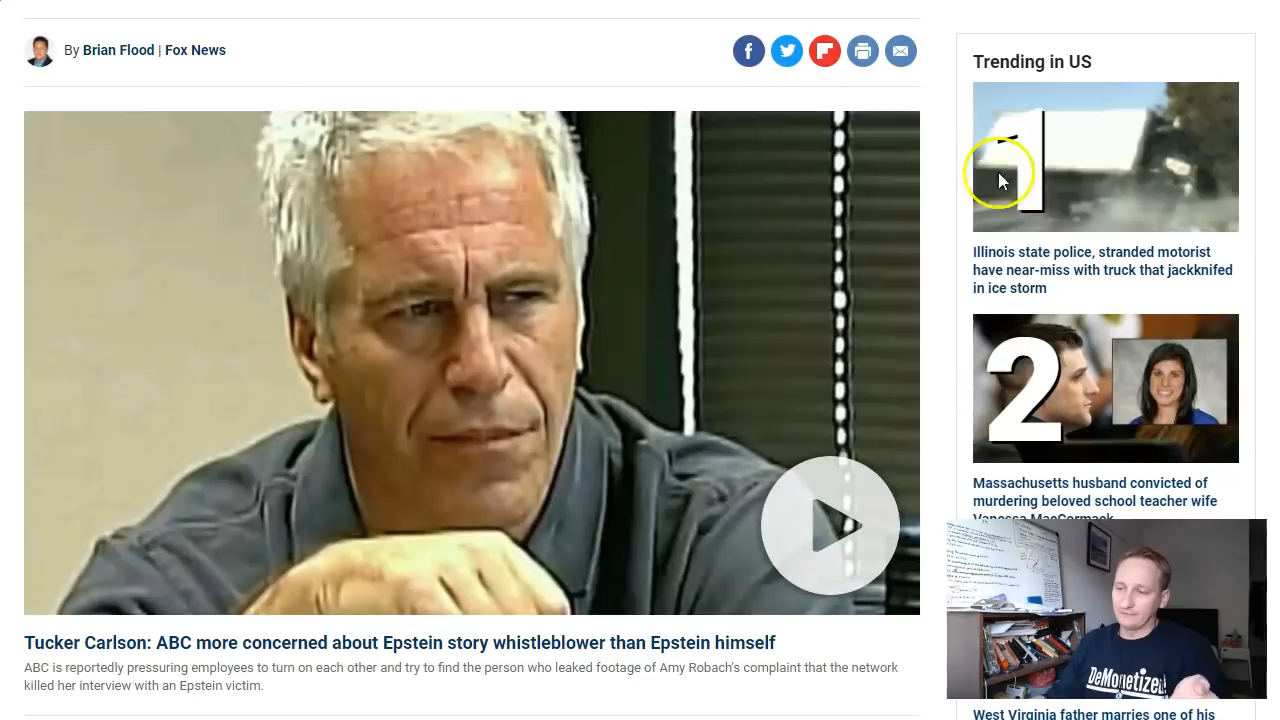 By Brian Flood | Fox News
Tucker Carlson: ABC more concerned about Epstein story whistleblower than Epstein himself
ABC is reportedly pressuring employees to turn on each other and try to find the person who leaked footage of Amy Robach's complaint that the network
killed her interview with an Epstein victim.
Trending in US
1
Illinois state police, stranded motorist
have near-miss with truck that jackknifed
in ice storm
2
Massachusetts husband convicted of
murdering beloved school teacher wife
Vanessa MacCormack
DeMonetized
West Virginia father marries one of his